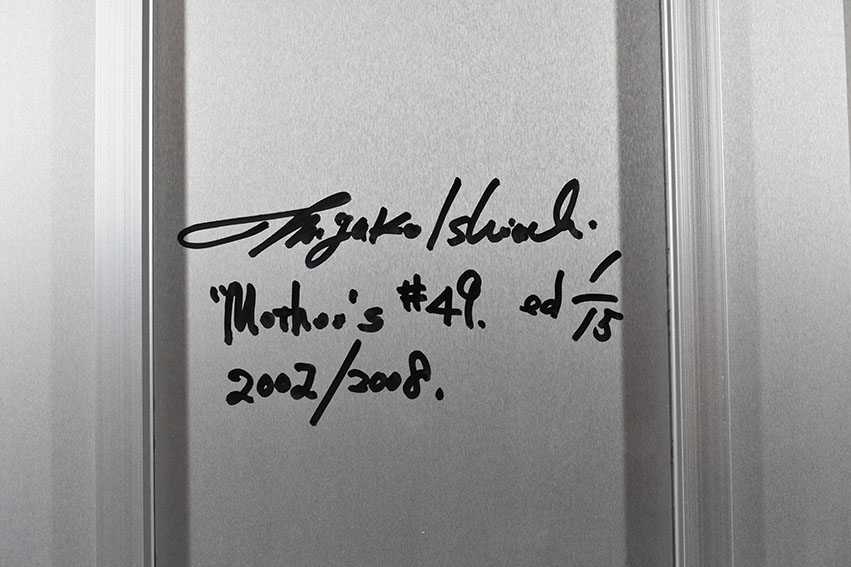 Miyako Ishiuchi.
"Mother's #49. ed 1/15
2002/2008.